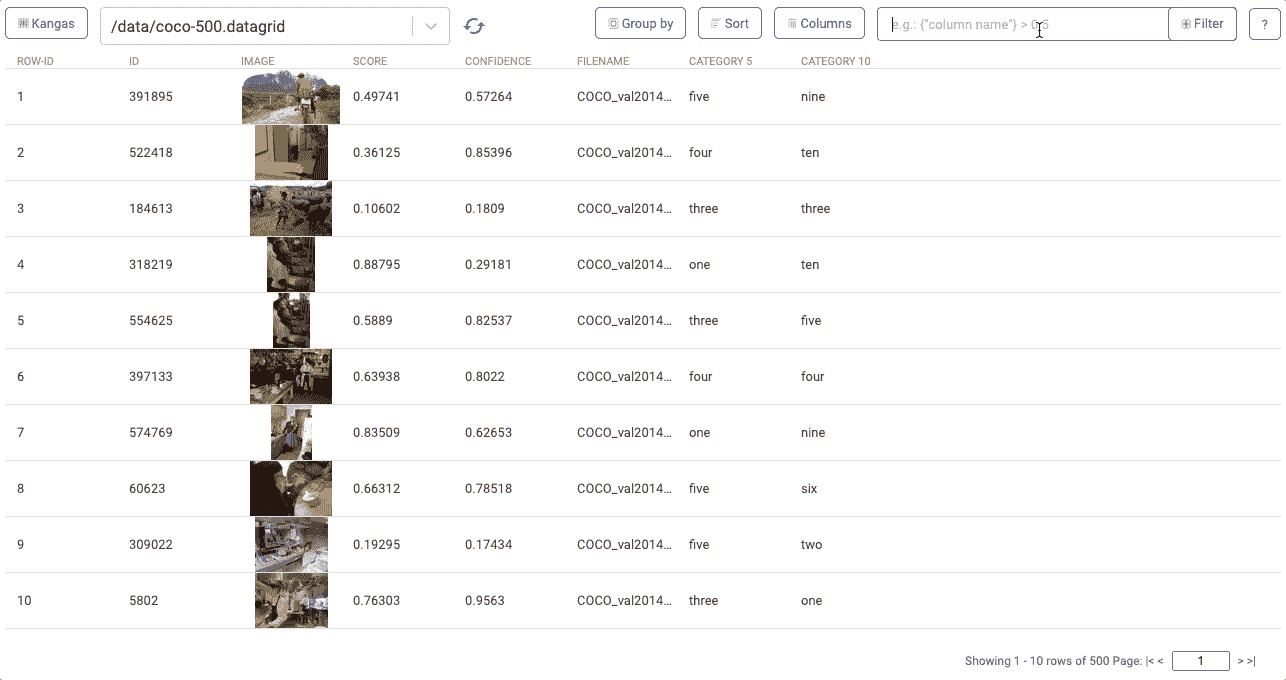 Kangas /data/coco-500.datagrid Group by Sort Columns e.g.: {"column name"} > 0.5 Filter ?
ROW-ID ID IMAGE SCORE CONFIDENCE FILENAME CATEGORY 5 CATEGORY 10
1 391895 0.49741 0.57264 COCO_val2014... five nine
2 522418 0.36125 0.85396 COCO_val2014... four ten
3 184613 0.10602 0.1809 COCO_val2014... three three
4 318219 0.88795 0.29181 COCO_val2014... one ten
5 554625 0.5889 0.82537 COCO_val2014... three five
6 397133 0.63938 0.8022 COCO_val2014... four four
7 574769 0.83509 0.62653 COCO_val2014... one nine
8 60623 0.66312 0.78518 COCO_val2014... five six
9 309022 0.19295 0.17434 COCO_val2014... five two
10 5802 0.76303 0.9563 COCO_val2014... three one
Showing 1 - 10 rows of 500 Page: |< < 1 > >|